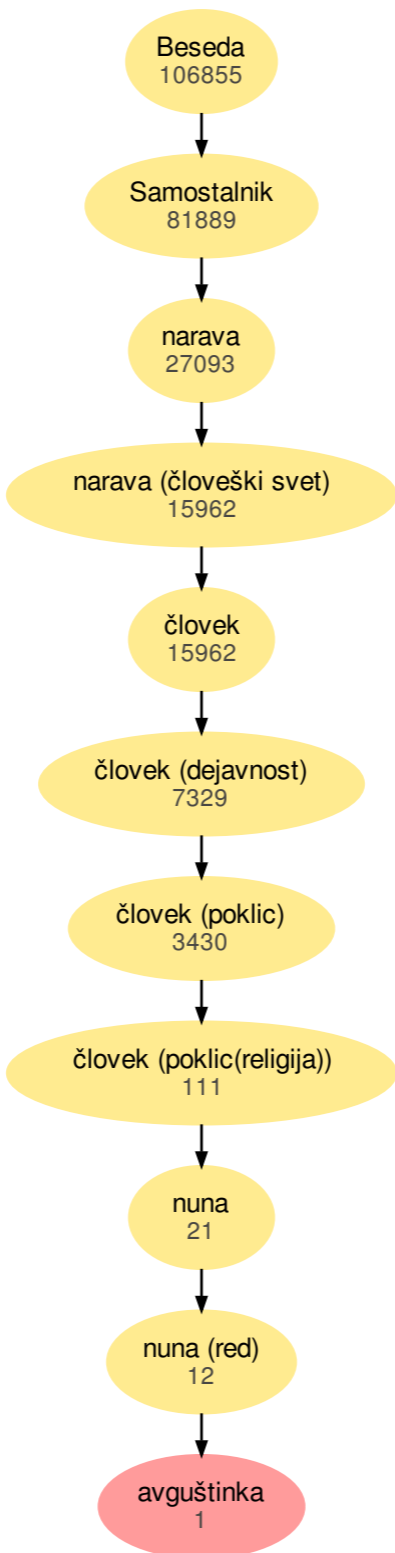 Beseda
106855
Samostalnik
81889
narava
27093
narava (človeški svet)
15962
človek
15962
človek (dejavnost)
7329
človek (poklic)
3430
človek (poklic(religija))
111
nuna
21
nuna (red)
12
avguštinka
1